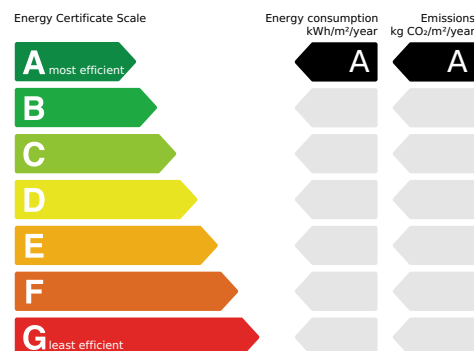 Energy Certificate Scale
Energy consumption
kWh/m²/year
Emissions
kg CO₂/m²/year
A most efficient
A
A
B
C
D
E
F
G least efficient